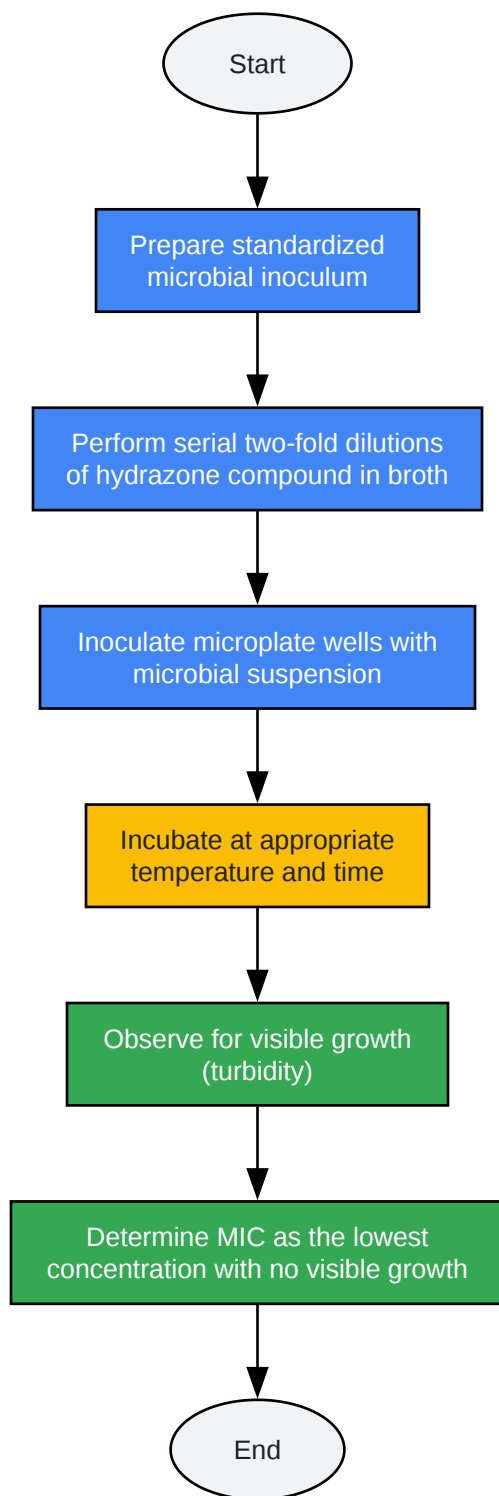 Start
Prepare standardized
microbial inoculum
Perform serial two-fold dilutions
of hydrazone compound in broth
Inoculate microplate wells with
microbial suspension
Incubate at appropriate
temperature and time
Observe for visible growth
(turbidity)
Determine MIC as the lowest
concentration with no visible growth
End